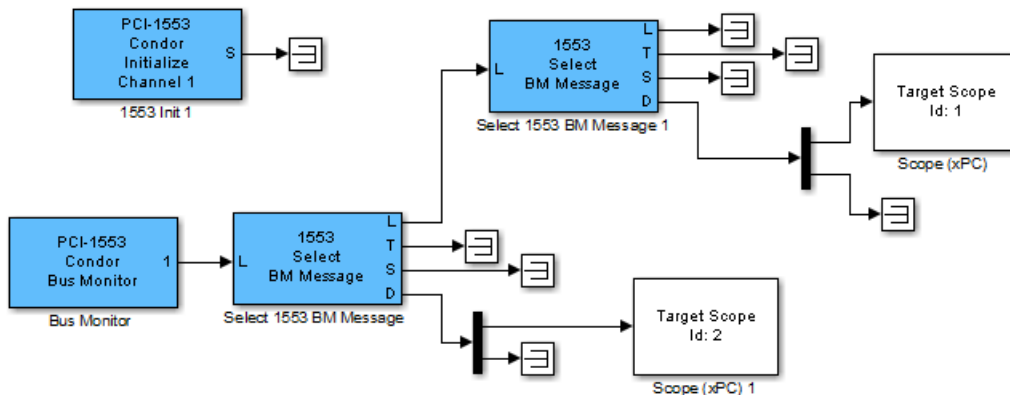 PCI-1553
Condor
Initialize
Channel 1
S
1553 Init 1
L
1553
Select
BM Message
L
T
S
D
Select 1553 BM Message 1
Target Scope
Id: 1
Scope (xPC)
PCI-1553
Condor
Bus Monitor
1
Bus Monitor
L
1553
Select
BM Message
L
T
S
D
Select 1553 BM Message
Target Scope
Id: 2
Scope (xPC) 1